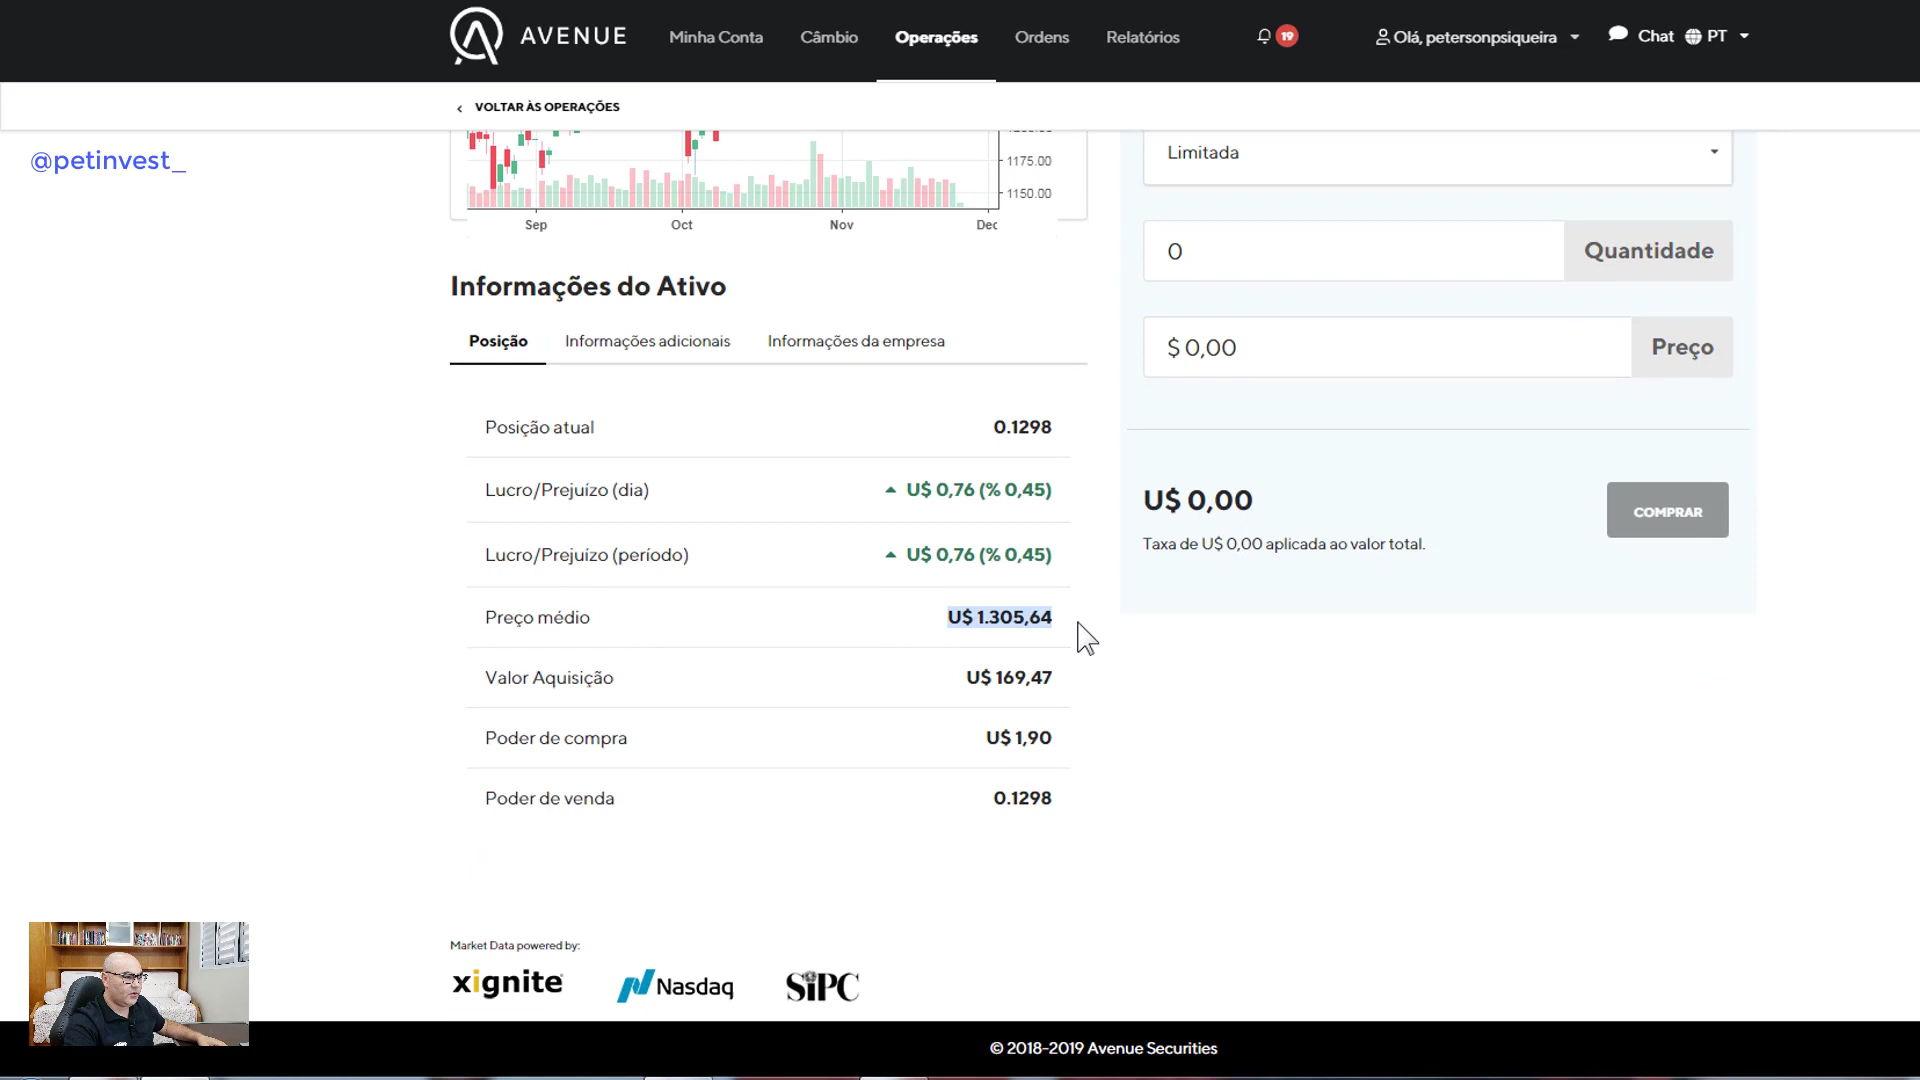 AVENUE
Minha Conta
Câmbio
Operações
Ordens
Relatórios
19
Olá, petersonpsiqueira
Chat
PT
VOLTAR ÀS OPERAÇÕES
@petinvest_
1175.00
1150.00
Sep
Oct
Nov
Dec
Limitada
0
Quantidade
$ 0,00
Preço
U$ 0,00
COMPRAR
Taxa de U$ 0,00 aplicada ao valor total.
Informações do Ativo
Posição
Informações adicionais
Informações da empresa
Posição atual
0.1298
Lucro/Prejuízo (dia)
U$ 0,76 (% 0,45)
Lucro/Prejuízo (período)
U$ 0,76 (% 0,45)
Preço médio
U$ 1.305,64
Valor Aquisição
U$ 169,47
Poder de compra
U$ 1,90
Poder de venda
0.1298
Market Data powered by:
xignite
Nasdaq
SiPC
© 2018-2019 Avenue Securities